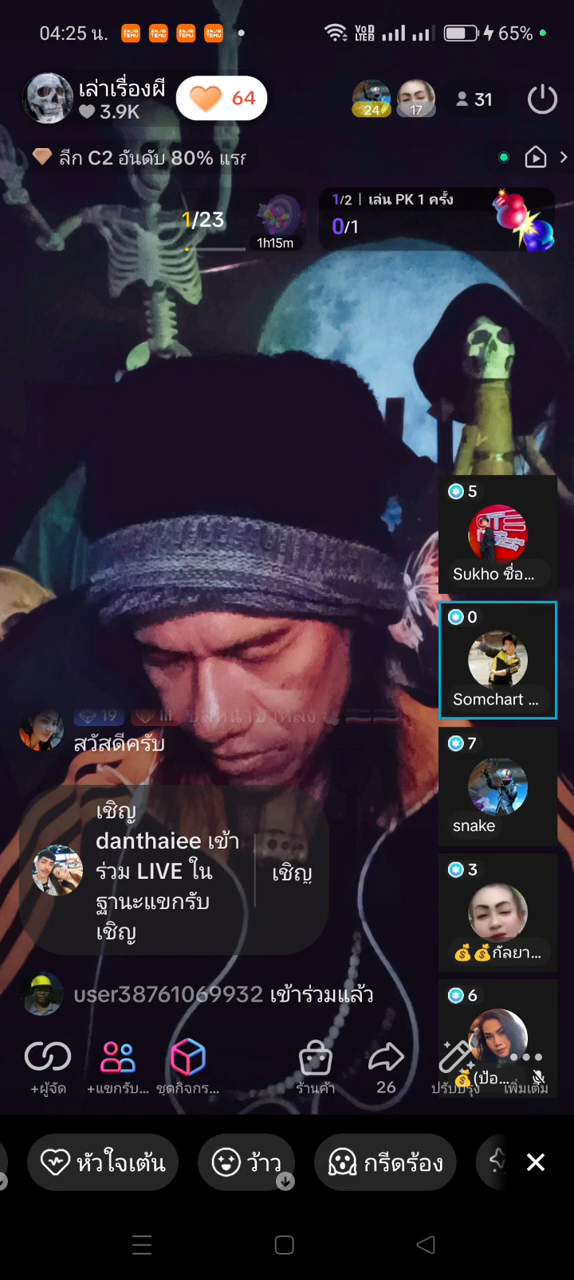 04:25 น.
65%
เล่าเรื่องผี
3.9K
64
24
17
31
ลีก C2 อันดับ 80% แรก
1/23
1h15m
1/2 | เล่น PK 1 ครั้ง
0/1
5
Sukho ชื่อ...
0
Somchart ...
7
snake
3
💰💰กัลยา...
6
💰(ป้อ...
19
III
สวัสดีครับ
เชิญ
danthaiee เข้า
ร่วม LIVE ใน
ฐานะแขกรับ
เชิญ
เชิญ
user38761069932 เข้าร่วมแล้ว
+ผู้จัด
+แขกรับ...
ชุดกิจกร...
ร้านค้า
26
ปรับปรุง
เพิ่มเติม
หัวใจเต้น
ว้าว
กรีดร้อง